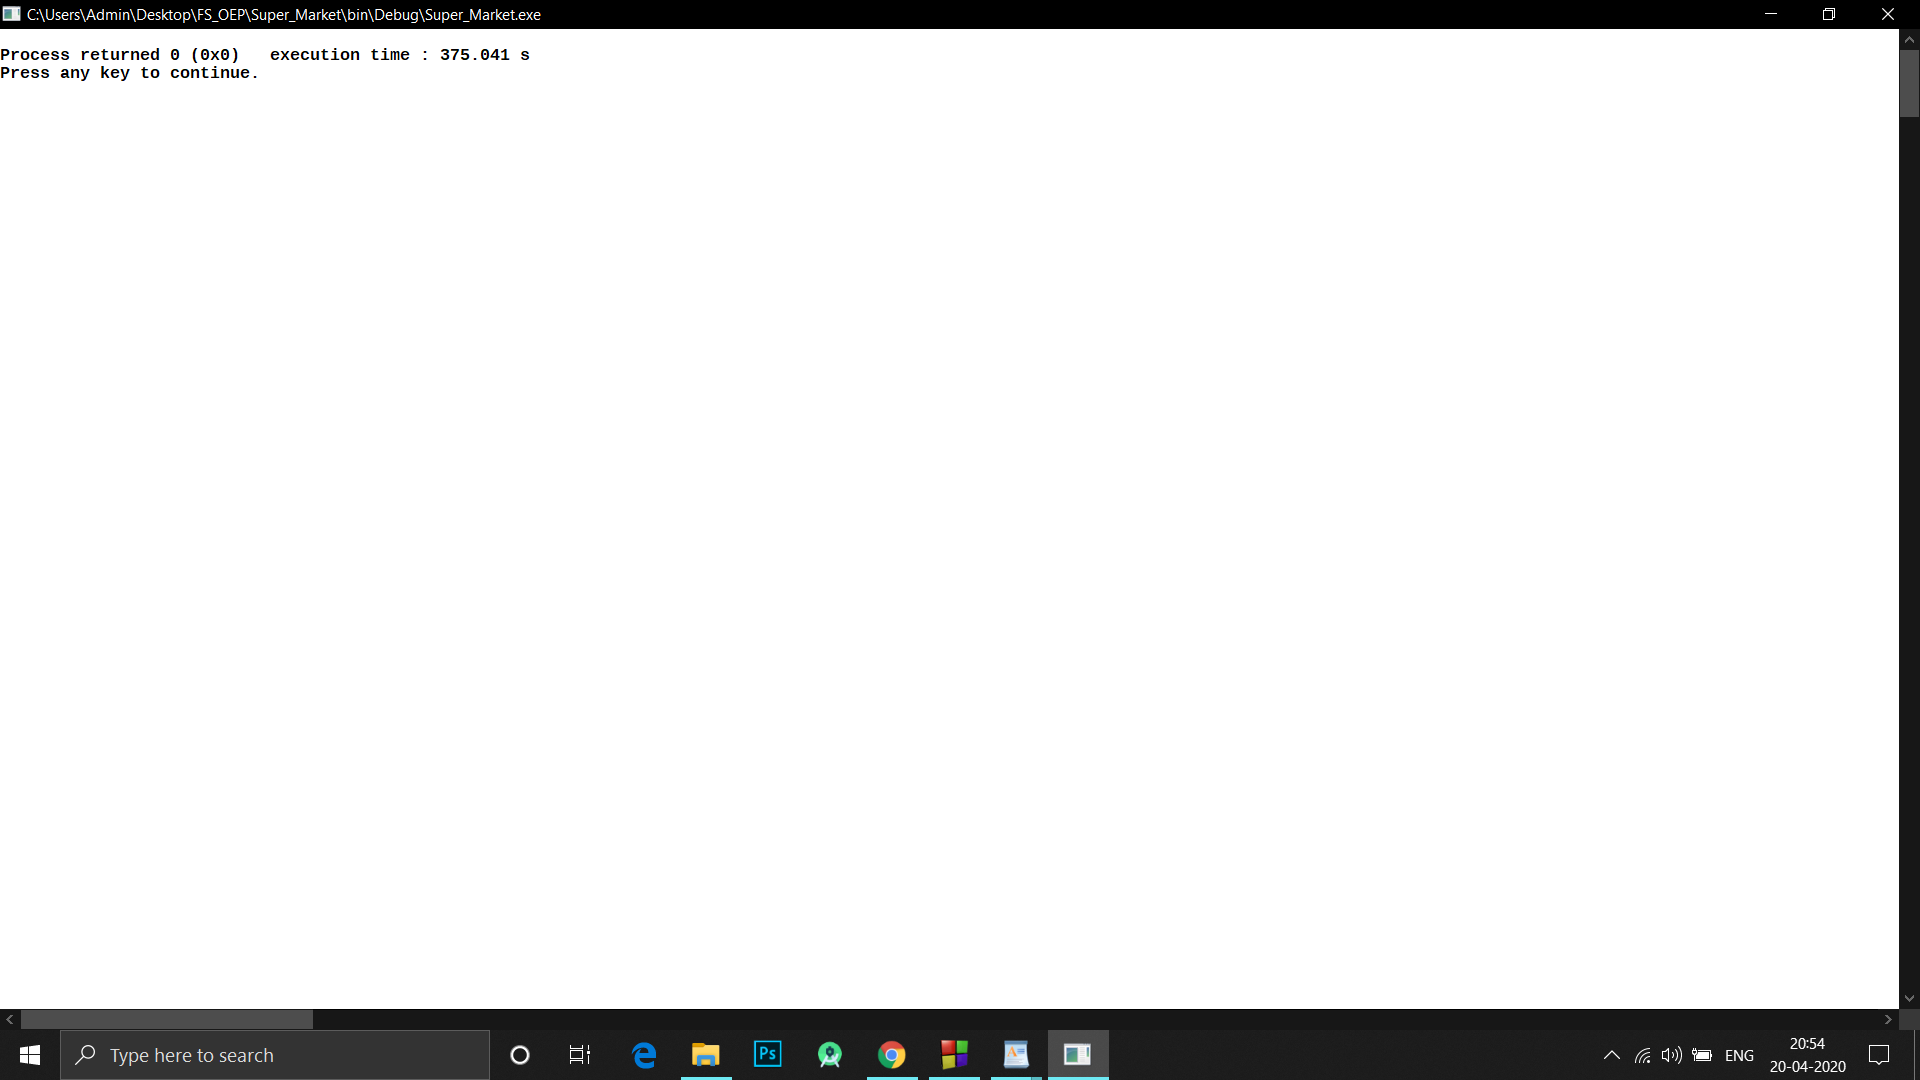 C:\Users\Admin\Desktop\FS_OEP\Super_Market\bin\Debug\Super_Market.exe
Process returned 0 (0x0)   execution time : 375.041 s
Press any key to continue.
Type here to search
Ps
ENG
20:54
20-04-2020